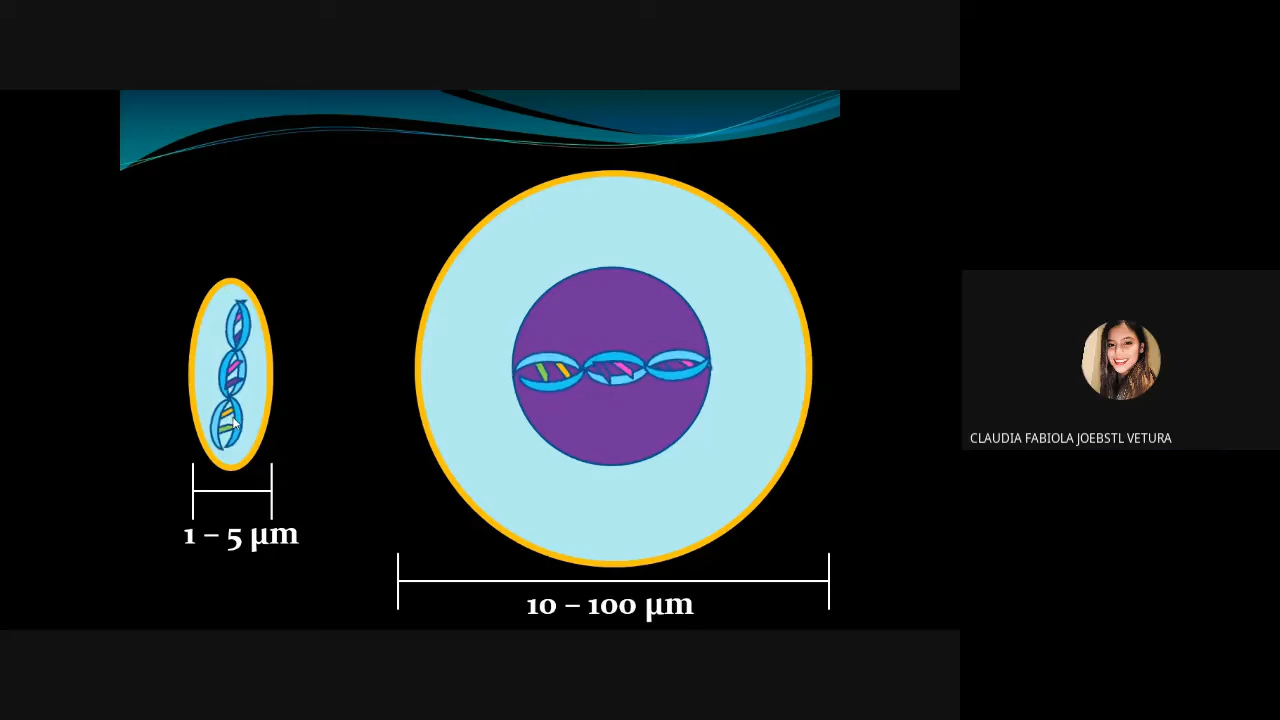 CLAUDIA FABIOLA JOEBSTL VETURA
1 – 5 μm
10 – 100 μm